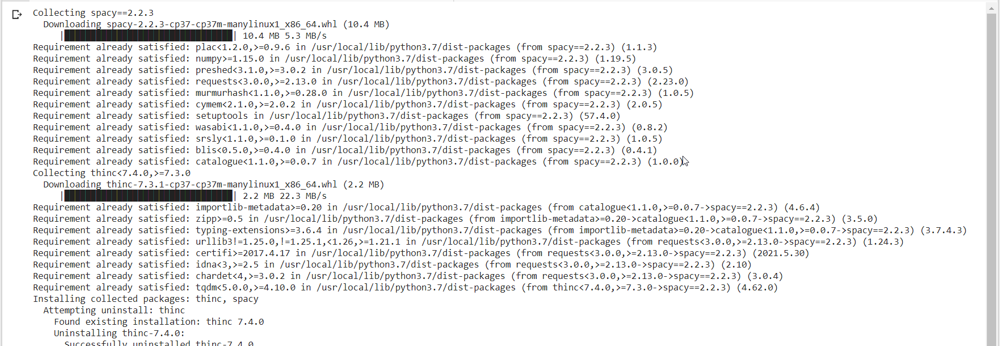 Collecting spacy==2.2.3
Downloading spacy-2.2.3-cp37-cp37m-manylinux1_x86_64.whl (10.4 MB)
|████████████████████████████████| 10.4 MB 5.3 MB/s
Requirement already satisfied: plac<1.2.0,>=0.9.6 in /usr/local/lib/python3.7/dist-packages (from spacy==2.2.3) (1.1.3)
Requirement already satisfied: numpy>=1.15.0 in /usr/local/lib/python3.7/dist-packages (from spacy==2.2.3) (1.19.5)
Requirement already satisfied: preshed<3.1.0,>=3.0.2 in /usr/local/lib/python3.7/dist-packages (from spacy==2.2.3) (3.0.5)
Requirement already satisfied: requests<3.0.0,>=2.13.0 in /usr/local/lib/python3.7/dist-packages (from spacy==2.2.3) (2.23.0)
Requirement already satisfied: murmurhash<1.1.0,>=0.28.0 in /usr/local/lib/python3.7/dist-packages (from spacy==2.2.3) (1.0.5)
Requirement already satisfied: cymem<2.1.0,>=2.0.2 in /usr/local/lib/python3.7/dist-packages (from spacy==2.2.3) (2.0.5)
Requirement already satisfied: setuptools in /usr/local/lib/python3.7/dist-packages (from spacy==2.2.3) (57.4.0)
Requirement already satisfied: wasabi<1.1.0,>=0.4.0 in /usr/local/lib/python3.7/dist-packages (from spacy==2.2.3) (0.8.2)
Requirement already satisfied: srsly<1.1.0,>=0.1.0 in /usr/local/lib/python3.7/dist-packages (from spacy==2.2.3) (1.0.5)
Requirement already satisfied: blis<0.5.0,>=0.4.0 in /usr/local/lib/python3.7/dist-packages (from spacy==2.2.3) (0.4.1)
Requirement already satisfied: catalogue<1.1.0,>=0.0.7 in /usr/local/lib/python3.7/dist-packages (from spacy==2.2.3) (1.0.0)
Collecting thinc<7.4.0,>=7.3.0
Downloading thinc-7.3.1-cp37-cp37m-manylinux1_x86_64.whl (2.2 MB)
|████████████████████████████████| 2.2 MB 22.3 MB/s
Requirement already satisfied: importlib-metadata>=0.20 in /usr/local/lib/python3.7/dist-packages (from catalogue<1.1.0,>=0.0.7->spacy==2.2.3) (4.6.4)
Requirement already satisfied: zipp>=0.5 in /usr/local/lib/python3.7/dist-packages (from importlib-metadata>=0.20->catalogue<1.1.0,>=0.0.7->spacy==2.2.3) (3.5.0)
Requirement already satisfied: typing-extensions>=3.6.4 in /usr/local/lib/python3.7/dist-packages (from importlib-metadata>=0.20->catalogue<1.1.0,>=0.0.7->spacy==2.2.3) (3.7.4.3)
Requirement already satisfied: urllib3!=1.25.0,!=1.25.1,<1.26,>=1.21.1 in /usr/local/lib/python3.7/dist-packages (from requests<3.0.0,>=2.13.0->spacy==2.2.3) (1.24.3)
Requirement already satisfied: certifi>=2017.4.17 in /usr/local/lib/python3.7/dist-packages (from requests<3.0.0,>=2.13.0->spacy==2.2.3) (2021.5.30)
Requirement already satisfied: idna<3,>=2.5 in /usr/local/lib/python3.7/dist-packages (from requests<3.0.0,>=2.13.0->spacy==2.2.3) (2.10)
Requirement already satisfied: chardet<4,>=3.0.2 in /usr/local/lib/python3.7/dist-packages (from requests<3.0.0,>=2.13.0->spacy==2.2.3) (3.0.4)
Requirement already satisfied: tqdm<5.0.0,>=4.10.0 in /usr/local/lib/python3.7/dist-packages (from thinc<7.4.0,>=7.3.0->spacy==2.2.3) (4.62.0)
Installing collected packages: thinc, spacy
Attempting uninstall: thinc
Found existing installation: thinc 7.4.0
Uninstalling thinc-7.4.0:
Successfully uninstalled thinc-7.4.0